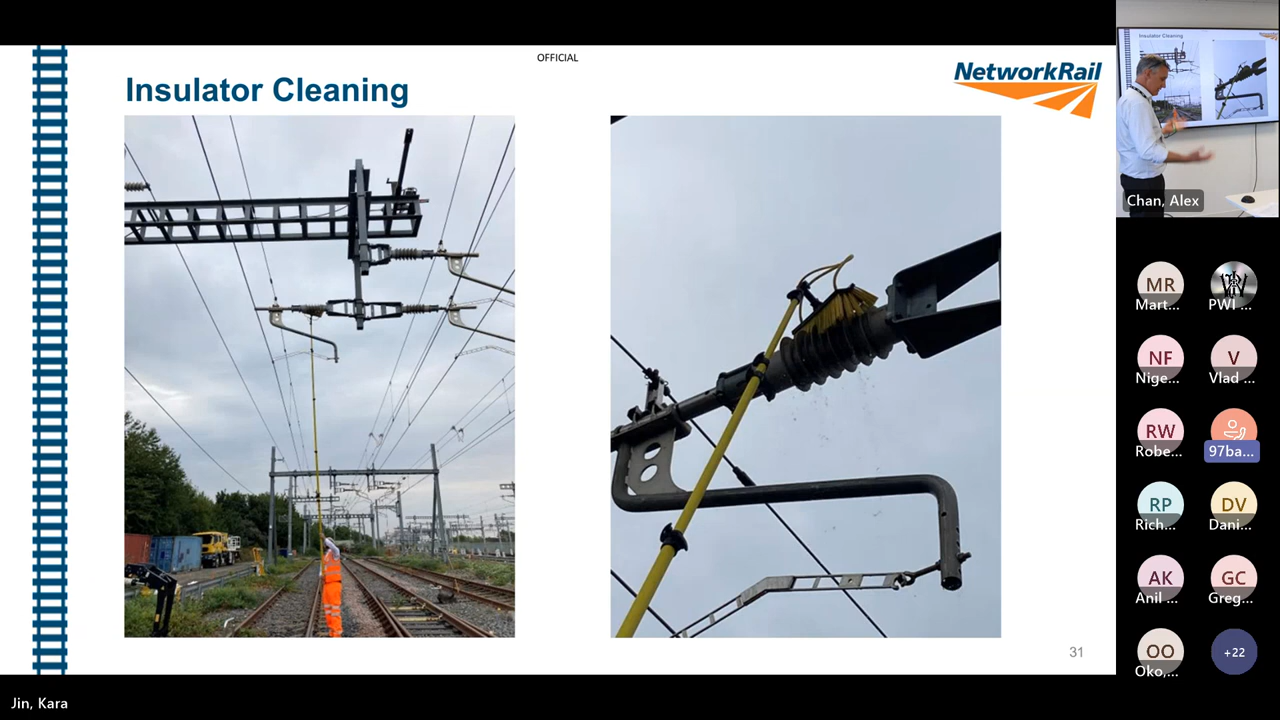 OFFICIAL
Insulator Cleaning
NetworkRail
31
Jin, Kara
Insulator Cleaning
Chan, Alex
MR
Mart...
PWI ...
NF
Nige...
V
Vlad ...
RW
Robe...
97ba...
RP
Rich...
DV
Dani...
AK
Anil ...
GC
Greg...
OO
Oko,...
+22